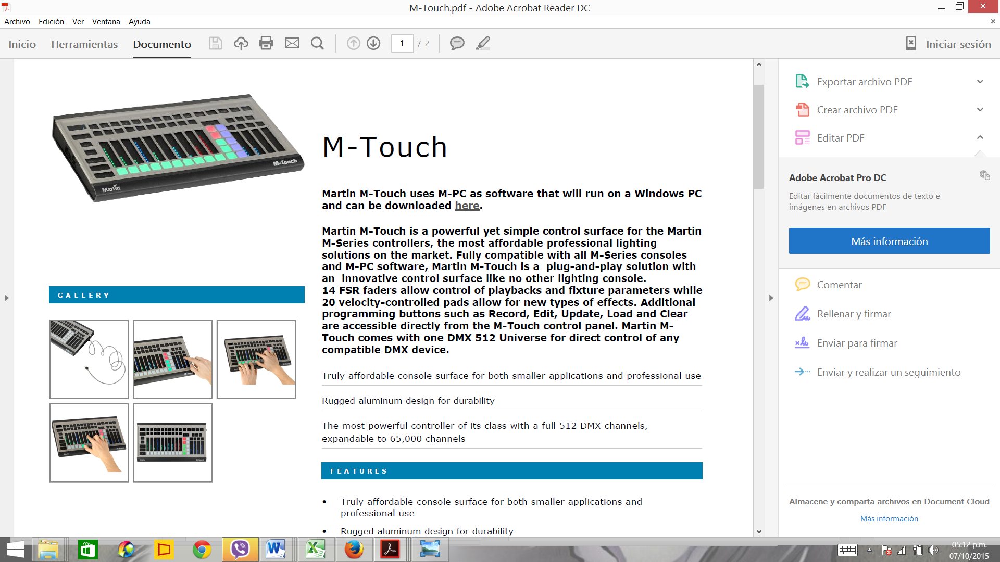 M-Touch.pdf - Adobe Acrobat Reader DC
Archivo Edición Ver Ventana Ayuda
Inicio Herramientas Documento 1 / 2 Iniciar sesión
M-Touch
Martin
M-Touch
Martin M-Touch uses M-PC as software that will run on a Windows PC
and can be downloaded here.
Martin M-Touch is a powerful yet simple control surface for the Martin
M-Series controllers, the most affordable professional lighting
solutions on the market. Fully compatible with all M-Series consoles
and M-PC software, Martin M-Touch is a  plug-and-play solution with
an  innovative control surface like no other lighting console.
14 FSR faders allow control of playbacks and fixture parameters while
20 velocity-controlled pads allow for new types of effects. Additional
programming buttons such as Record, Edit, Update, Load and Clear
are accessible directly from the M-Touch control panel. Martin M-
Touch comes with one DMX 512 Universe for direct control of any
compatible DMX device.
GALLERY
Truly affordable console surface for both smaller applications and professional use
Rugged aluminum design for durability
The most powerful controller of its class with a full 512 DMX channels,
expandable to 65,000 channels
FEATURES
• Truly affordable console surface for both smaller applications and
professional use
• Rugged aluminum design for durability
Exportar archivo PDF
Crear archivo PDF
Editar PDF
Adobe Acrobat Pro DC
Editar fácilmente documentos de texto e
imágenes en archivos PDF
Más información
Comentar
Rellenar y firmar
Enviar para firmar
Enviar y realizar un seguimiento
Almacene y comparta archivos en Document Cloud
Más información
05:12 p.m.
07/10/2015